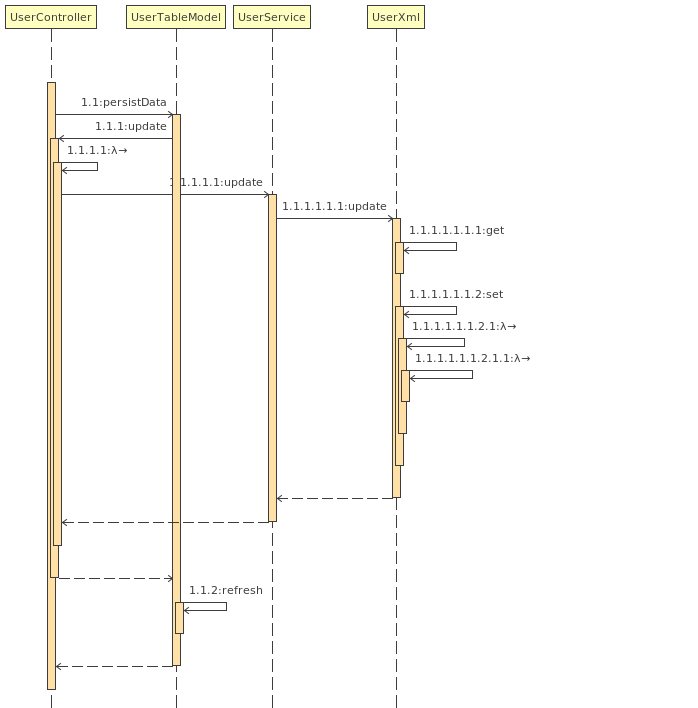 UserController
UserTableModel
UserService
UserXml
1.1:persistData
1.1.1:update
1.1.1.1:λ→
1.1.1.1.1:update
1.1.1.1.1.1:update
1.1.1.1.1.1.1:get
1.1.1.1.1.1.2:set
1.1.1.1.1.1.2.1:λ→
1.1.1.1.1.1.2.1.1:λ→
1.1.2:refresh